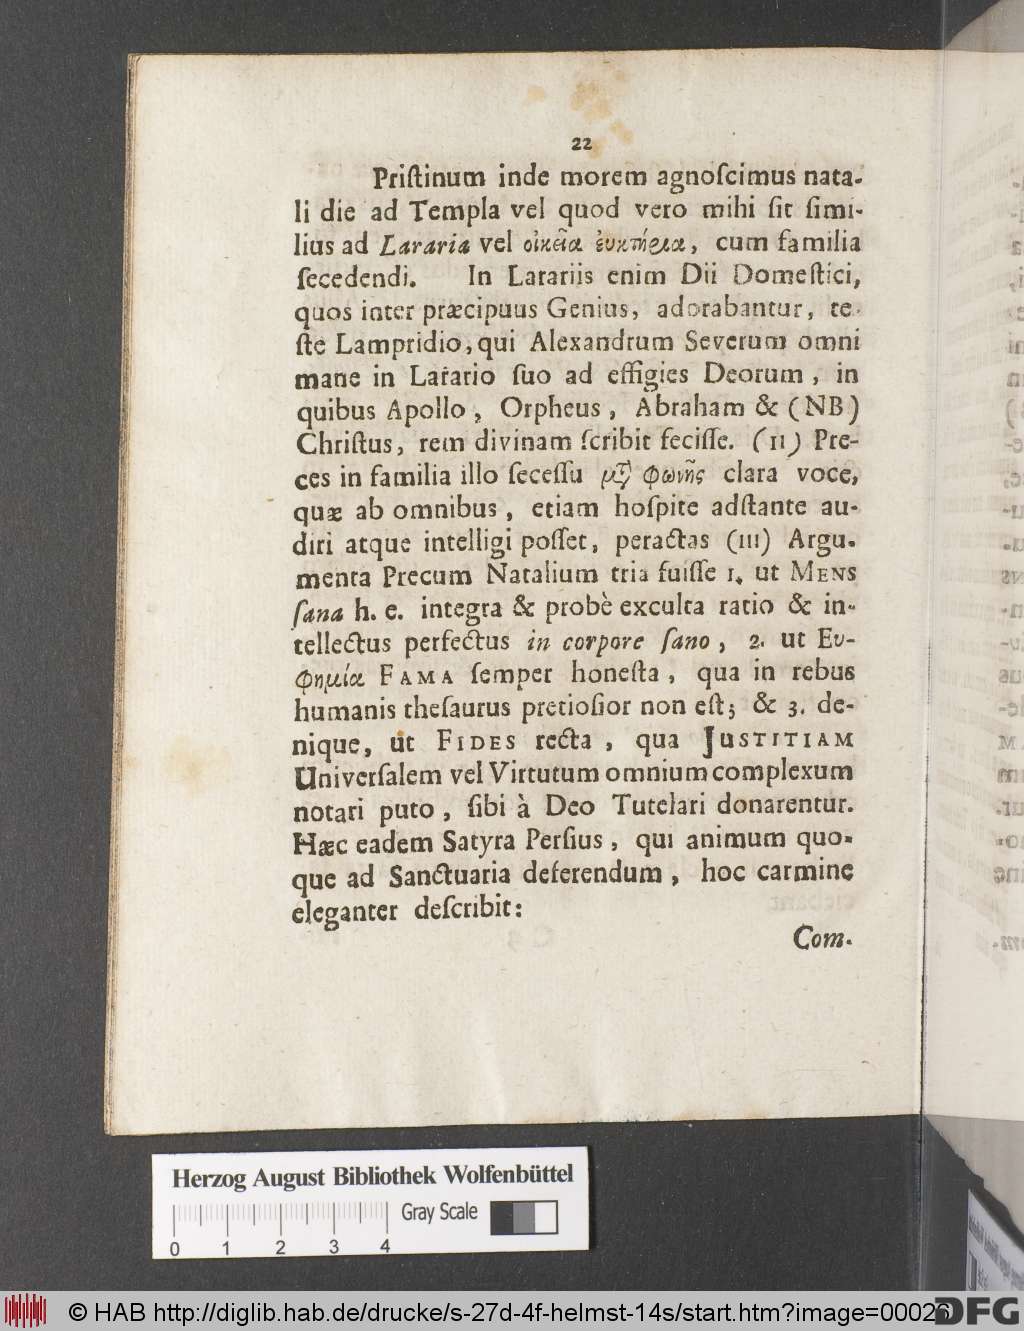 22
Priſtinum inde morem agnoſcimus nata-
li die ad Templa vel quod vero mihi ſit ſimi-
lius ad Lararia vel οἰκεῖα ἐυκτήρια, cum familia
ſecedendi. In Larariis enim Dii Domeſtici,
quos inter præcipuus Genius, adorabantur, te-
ſte Lampridio, qui Alexandrum Severum omni
mane in Larario ſuo ad effigies Deorum, in
quibus Apollo, Orpheus, Abraham & (NB)
Chriſtus, rem divinam ſcribit feciſſe. (II) Pre-
ces in familia illo ſeceſſu μξ φωνῆς clara voce,
quæ ab omnibus, etiam hoſpite adſtante au-
diri atque intelligi poſſet, peractas (III) Argu-
menta Precum Natalium tria fuiſſe 1. ut MENS
ſana h. e. integra & probè exculta ratio & in-
tellectus perfectus in corpore ſano, 2. ut Ευ-
φημία FAMA ſemper honeſta, qua in rebus
humanis theſaurus pretioſior non eſt; & 3. de-
nique, ut FIDES recta, qua JUSTITIAM
Univerſalem vel Virtutum omnium complexum
notari puto, ſibi à Deo Tutelari donarentur.
Hæc eadem Satyra Perſius, qui animum quo-
que ad Sanctuaria deferendum, hoc carmine
eleganter deſcribit:
Com-
Herzog August Bibliothek Wolfenbüttel
Gray Scale
0 1 2 3 4
© HAB http://diglib.hab.de/drucke/s-27d-4f-helmst-14s/start.htm?image=00026
DFG